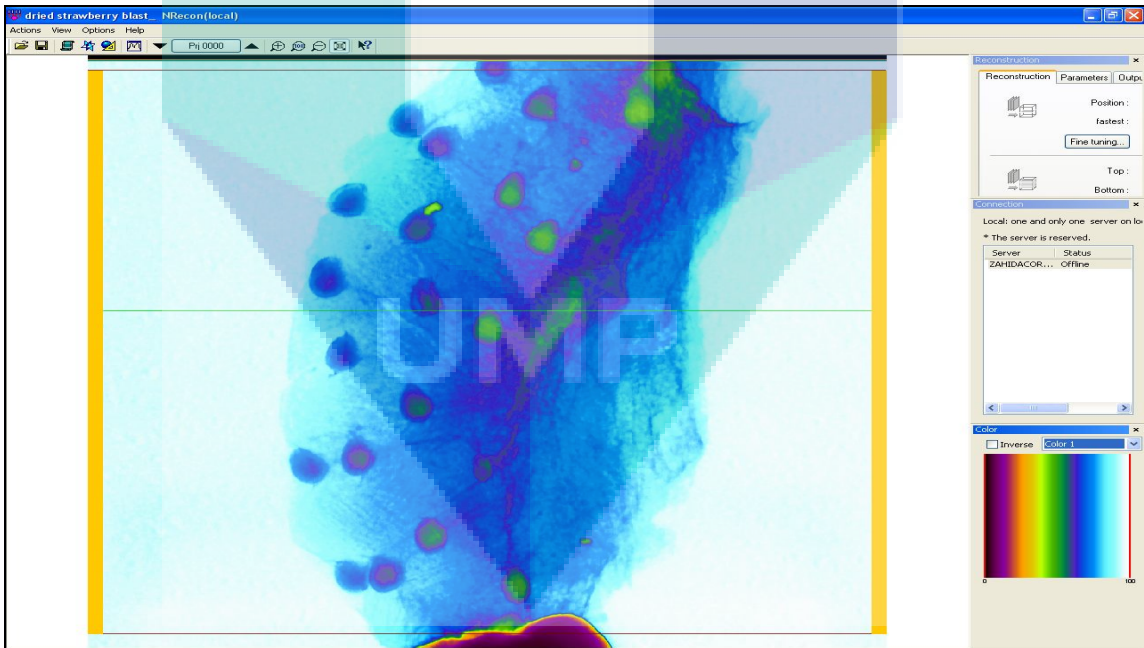 dried strawberry blast_ NRecon(local)
Actions View Options Help
Prj 0000
100
Reconstruction
Reconstruction Parameters Outpu
Position :
fastest :
Fine tuning...
Top :
Bottom :
Connection
Local: one and only one server on lo
* The server is reserved.
Server Status
ZAHIDACOR... Offline
UMP
Color
Inverse Color 1
0 100